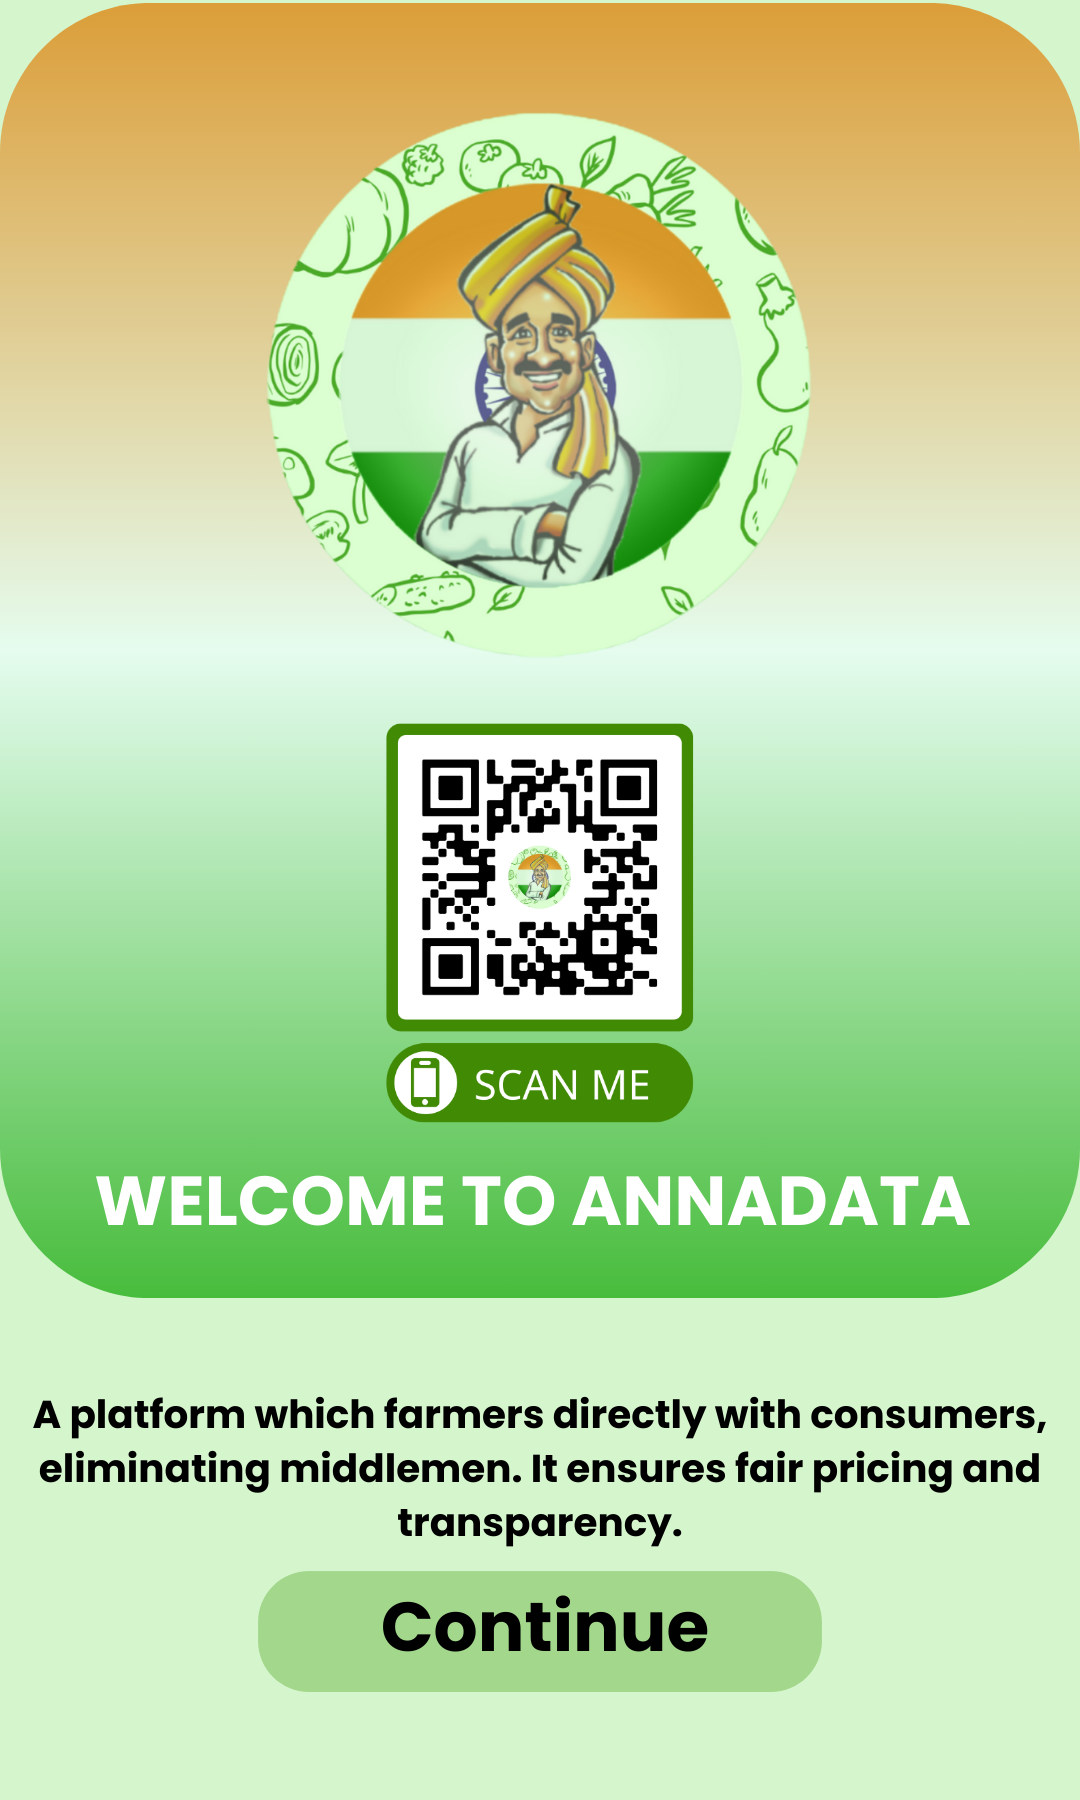 SCAN ME
WELCOME TO ANNADATA
A platform which farmers directly with consumers,
eliminating middlemen. It ensures fair pricing and
transparency.
Continue